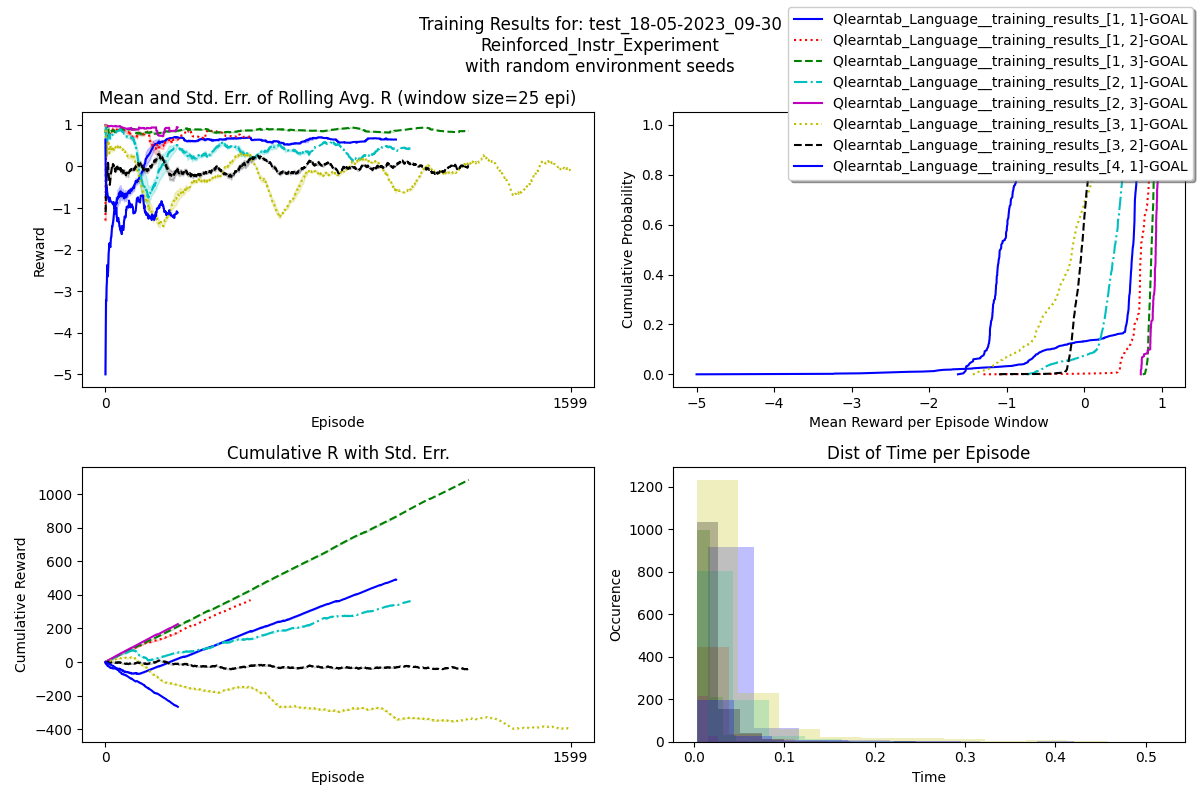 Training Results for: test_18-05-2023_09-30
Reinforced_Instr_Experiment
with random environment seeds
Qlearntab_Language__training_results_[1, 1]-GOAL
Qlearntab_Language__training_results_[1, 2]-GOAL
Qlearntab_Language__training_results_[1, 3]-GOAL
Qlearntab_Language__training_results_[2, 1]-GOAL
Qlearntab_Language__training_results_[2, 3]-GOAL
Qlearntab_Language__training_results_[3, 1]-GOAL
Qlearntab_Language__training_results_[3, 2]-GOAL
Qlearntab_Language__training_results_[4, 1]-GOAL
Mean and Std. Err. of Rolling Avg. R (window size=25 epi)
Reward
1
0
−1
−2
−3
−4
−5
0
1599
Episode
Cumulative Probability
1.0
0.8
0.6
0.4
0.2
0.0
−5
−4
−3
−2
−1
0
1
Mean Reward per Episode Window
Cumulative R with Std. Err.
Cumulative Reward
1000
800
600
400
200
0
−200
−400
0
1599
Episode
Dist of Time per Episode
Occurence
1200
1000
800
600
400
200
0
0.0
0.1
0.2
0.3
0.4
0.5
Time